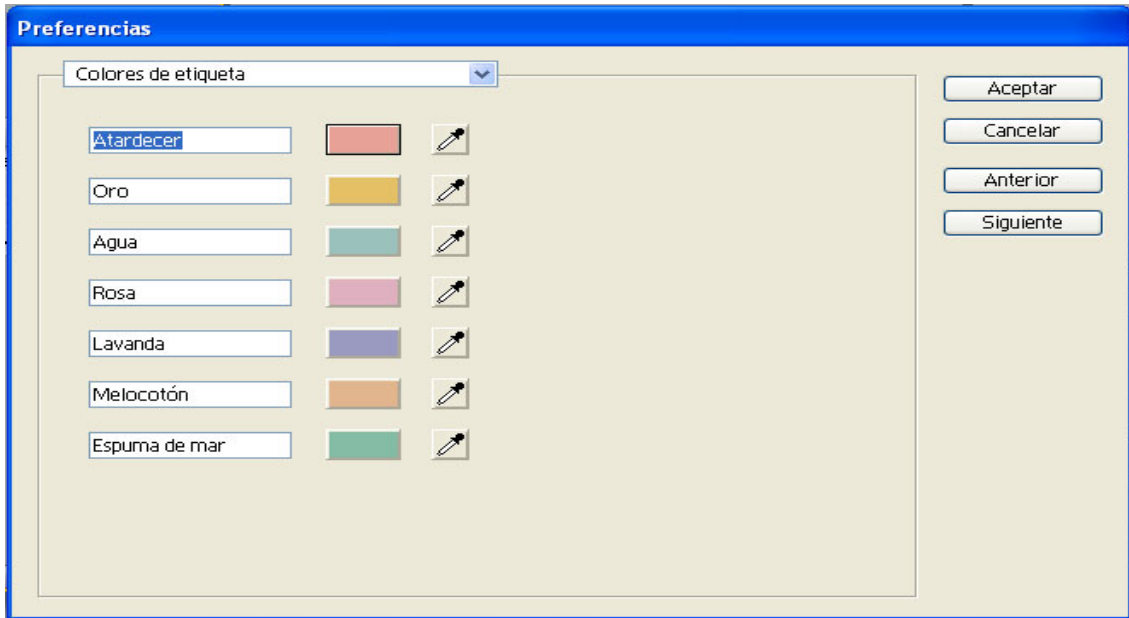 Preferencias
Colores de etiqueta
Atardecer
Oro
Agua
Rosa
Lavanda
Melocotón
Espuma de mar
Aceptar
Cancelar
Anterior
Siguiente